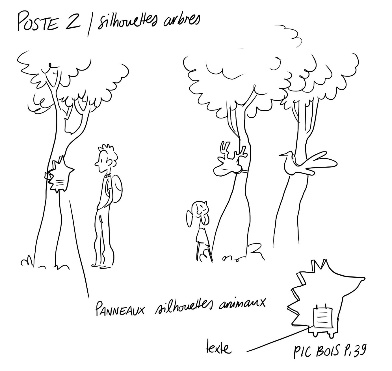 POSTE 2 / silhouettes arbres
PANNEAUX silhouettes animaux
texte
PIC BOIS P.39